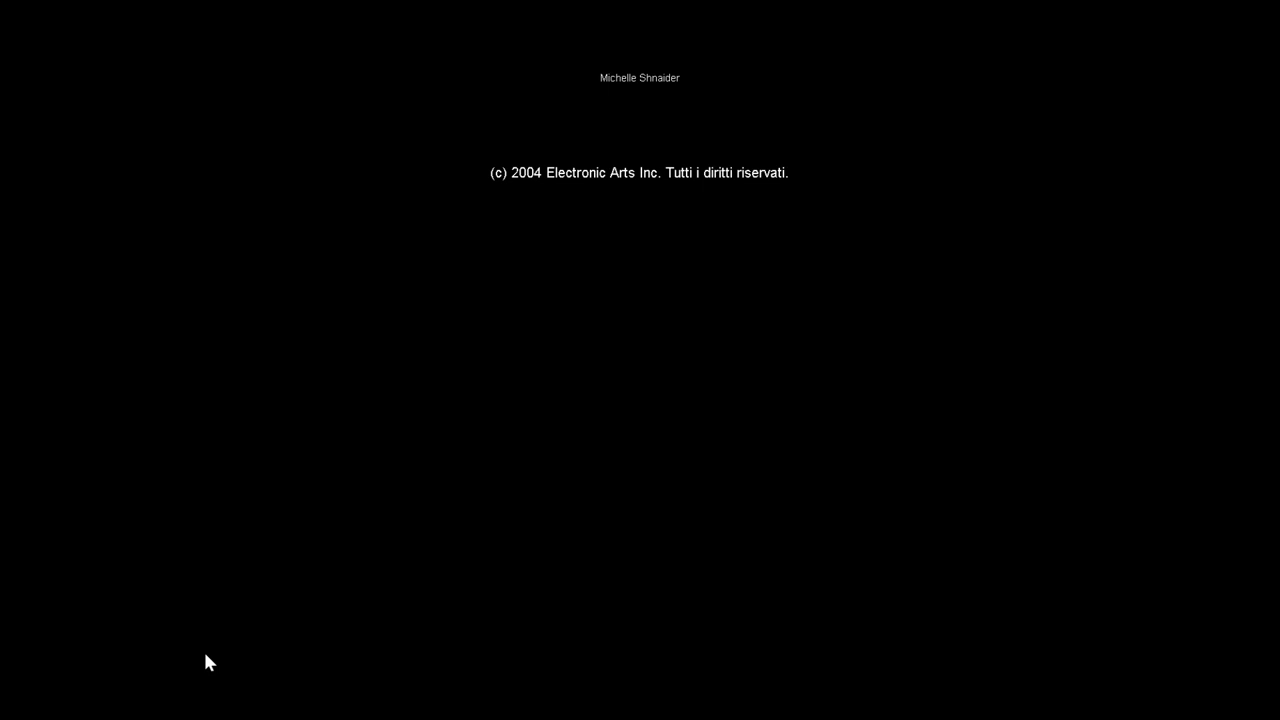 Michelle Shnaider
(c) 2004 Electronic Arts Inc. Tutti i diritti riservati.